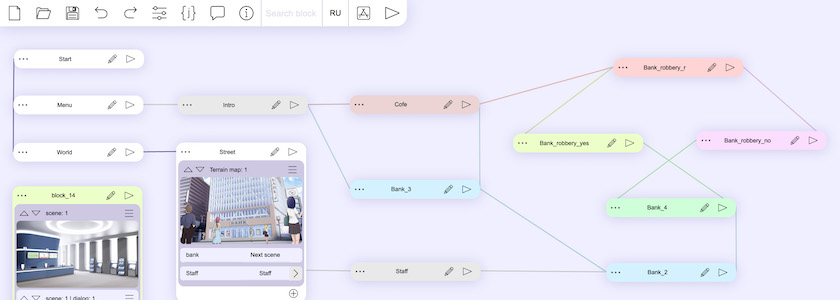 Search block
RU
Start
Menu
Intro
Cofe
Bank_robbery_r
World
Street
Bank_robbery_yes
Bank_robbery_no
Terrain map: 1
BANK
bank
Next scene
Staff
Staff
block_14
scene: 1
scene: 1 | dialog: 1
Bank_3
Bank_4
Staff
Bank_2